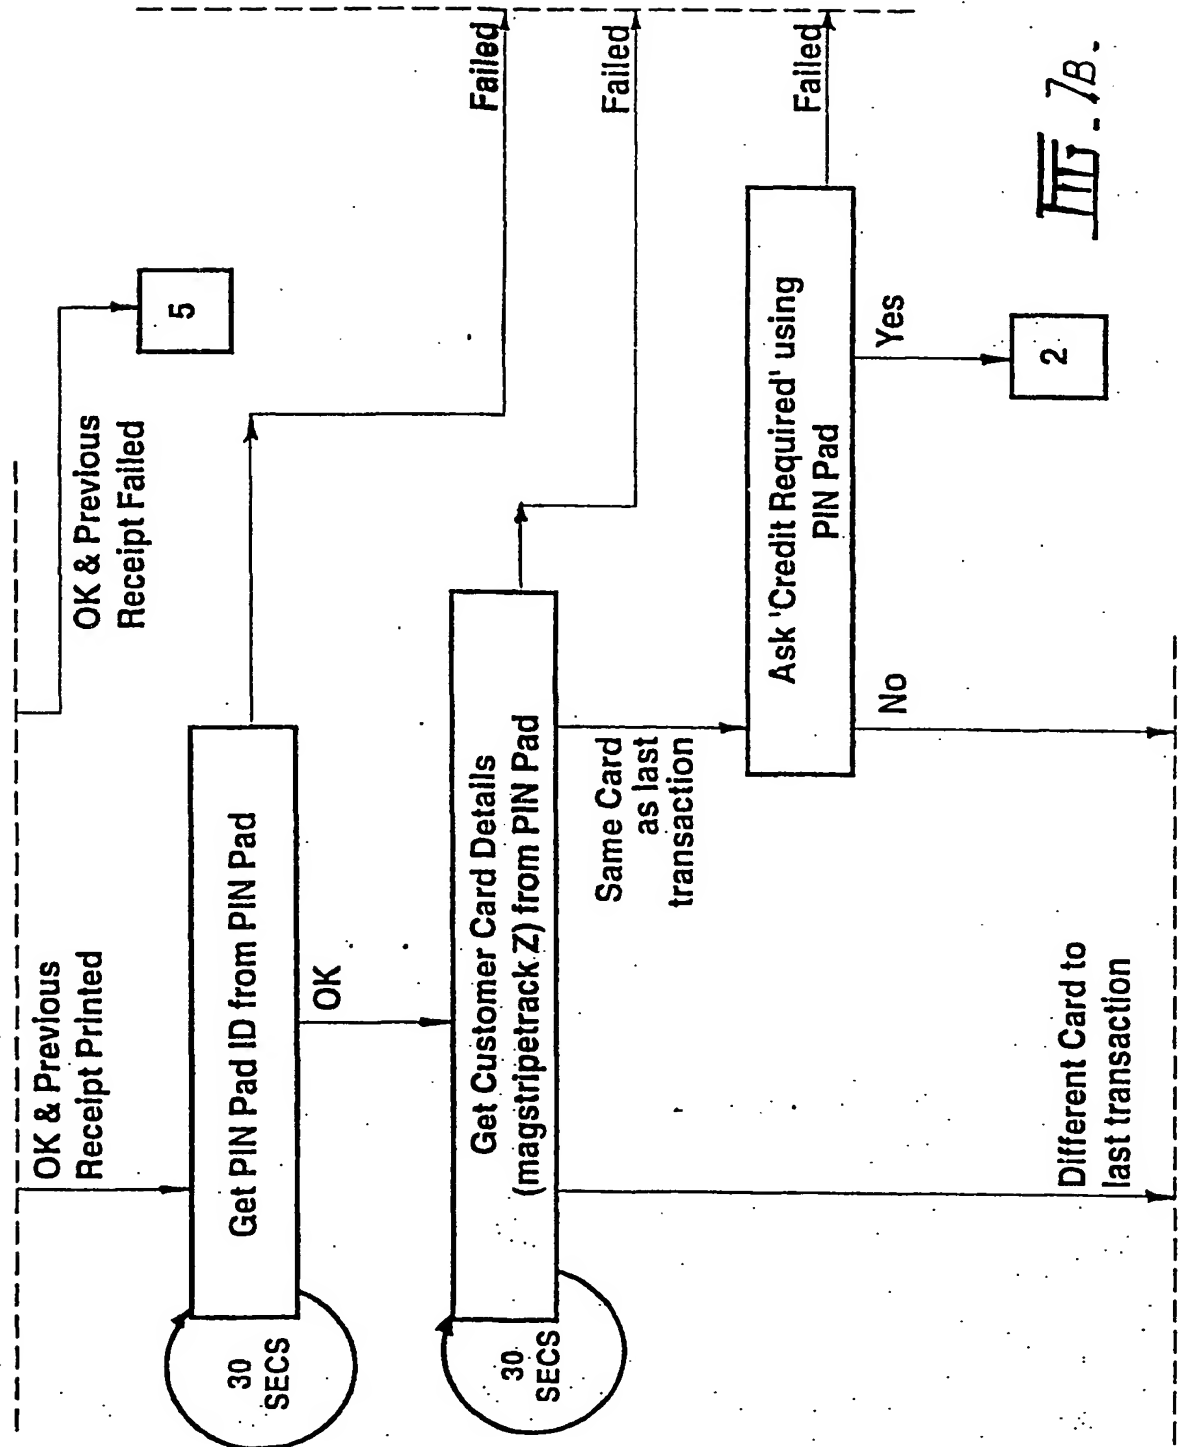 OK & Previous
Receipt Printed
OK & Previous
Receipt Failed
5
Get PIN Pad ID from PIN Pad
30
SECS
OK
Failed
Get Customer Card Details
(magstripetrack Z) from PIN Pad
30
SECS
Failed
Same Card
as last
transaction
Ask 'Credit Required' using
PIN Pad
Failed
No
Yes
2
Different Card to
last transaction
FIG. 7B.